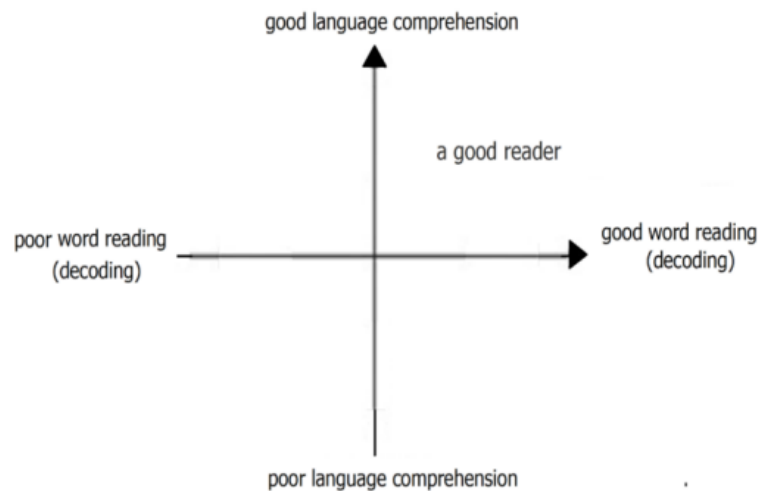 good language comprehension
a good reader
poor word reading
(decoding)
good word reading
(decoding)
poor language comprehension